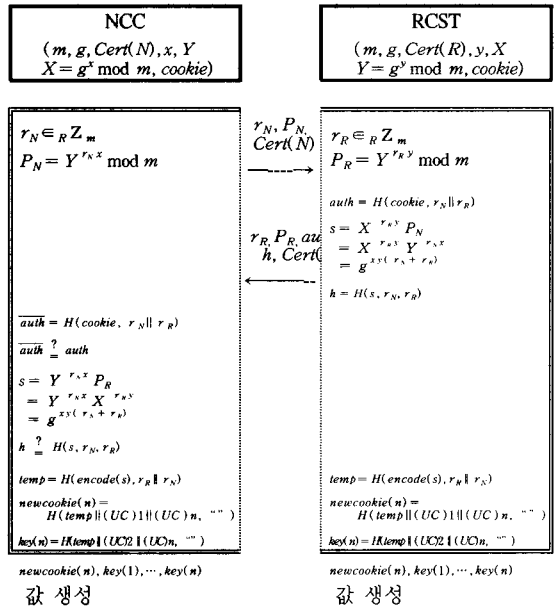 NCC
(m, g, Cert(N), x, Y
X = g^x mod m, cookie)
RCST
(m, g, Cert(R), y, X
Y = g^y mod m, cookie)
r_N ∈_R Z_m
P_N = Y^{r_N x} mod m
r_N, P_N,
Cert(N)
r_R ∈_R Z_m
P_R = Y^{r_R y} mod m
auth = H(cookie, r_N || r_R)
r_R, P_R, au
h, Cert(
s = X^{r_R y} P_N
= X^{r_R y} Y^{r_N x}
= g^{xy(r_N + r_R)}
h = H(s, r_N, r_R)
\overline{auth} = H(cookie, r_N || r_R)
\overline{auth} ?= auth
s = Y^{r_N x} P_R
= Y^{r_N x} X^{r_R y}
= g^{xy(r_N + r_R)}
h ?= H(s, r_N, r_R)
temp = H(encode(s), r_R || r_N)
newcookie(n) =
H(temp || (UC)1 || (UC)n, "")
key(n) = H(temp || (UC)2 || (UC)n, "")
newcookie(n), key(1), ⋯, key(n)
값 생성
temp = H(encode(s), r_R || r_N)
newcookie(n) =
H(temp || (UC)1 || (UC)n, "")
key(n) = H(temp || (UC)2 || (UC)n, "")
newcookie(n), key(1), ⋯, key(n)
값 생성